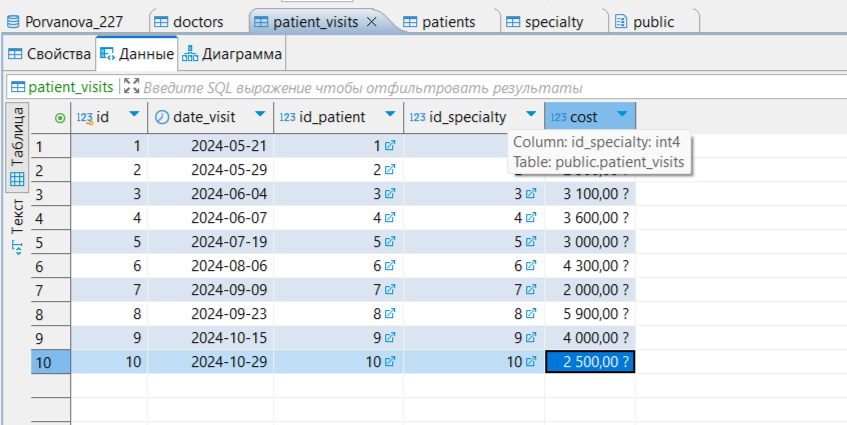 Porvanova_227 doctors patient_visits patients specialty public
Свойства Данные Диаграмма
patient_visits Введите SQL выражение чтобы отфильтровать результаты
Таблица
Текст
123 id date_visit 123 id_patient 123 id_specialty 123 cost
1 1 2024-05-21 1
Column: id_specialty: int4
Table: public.patient_visits
2 2 2024-05-29 2
3 3 2024-06-04 3 3 3 100,00 ?
4 4 2024-06-07 4 4 3 600,00 ?
5 5 2024-07-19 5 5 3 000,00 ?
6 6 2024-08-06 6 6 4 300,00 ?
7 7 2024-09-09 7 7 2 000,00 ?
8 8 2024-09-23 8 8 5 900,00 ?
9 9 2024-10-15 9 9 4 000,00 ?
10 10 2024-10-29 10 10 2 500,00 ?